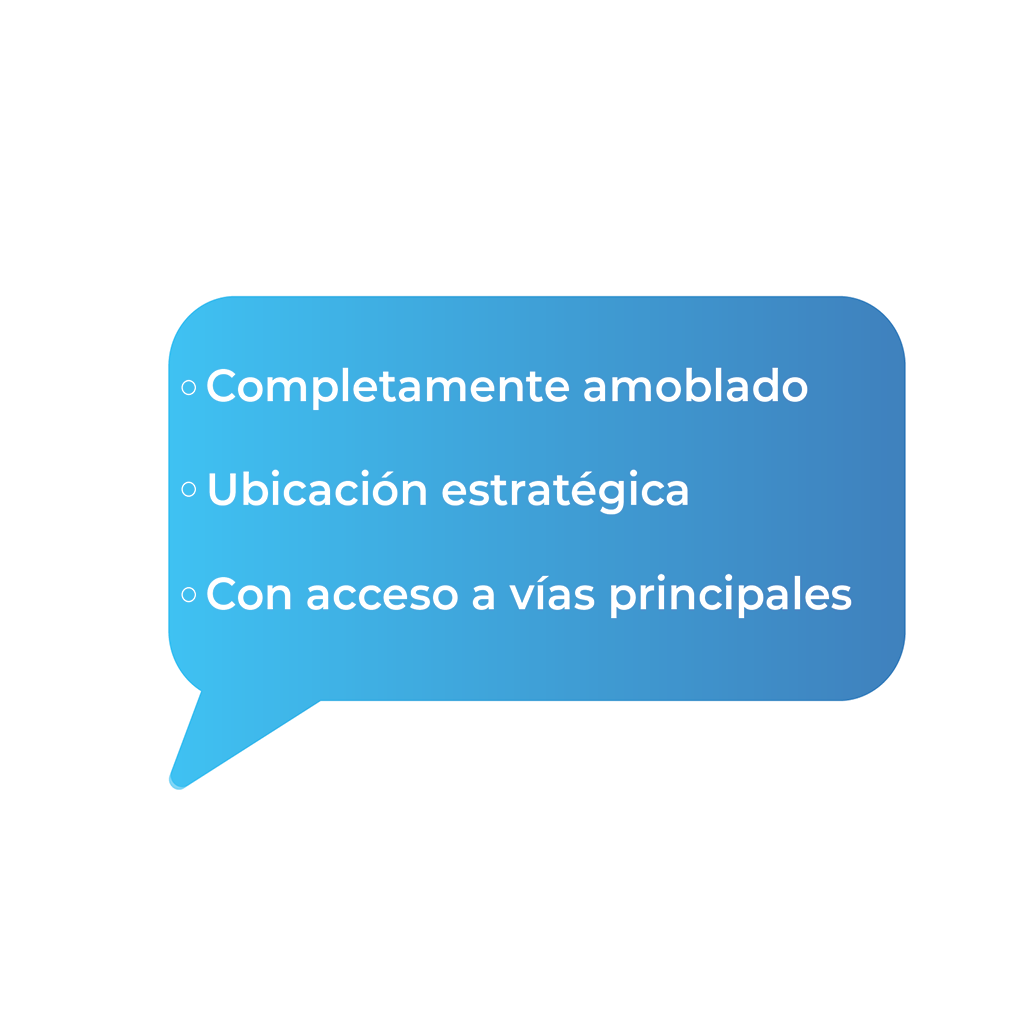 ○ Completamente amoblado
○ Ubicación estratégica
○ Con acceso a vías principales